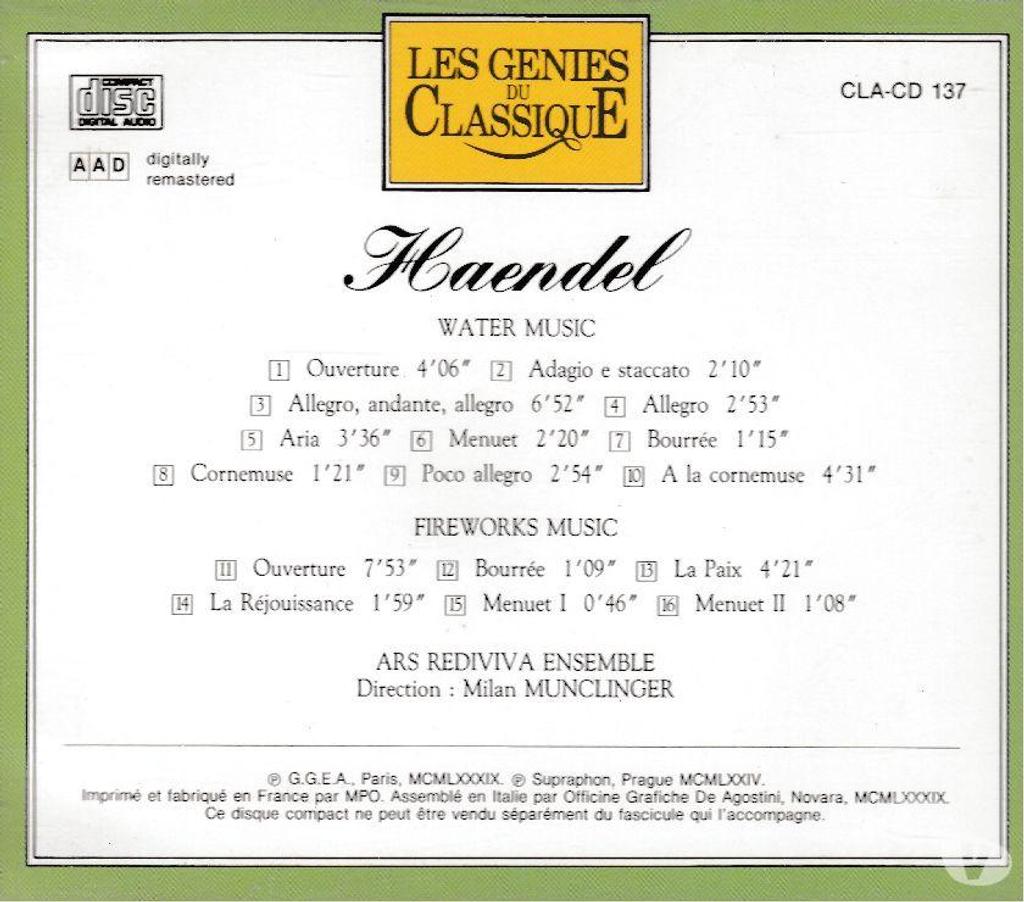 LES GENIES
DU
CLASSIQUE
COMPACT
disc
DIGITAL AUDIO
CLA-CD 137
AAD digitally
remastered
Haendel
WATER MUSIC
1 Ouverture 4'06" 2 Adagio e staccato 2'10"
3 Allegro, andante, allegro 6'52" 4 Allegro 2'53"
5 Aria 3'36" 6 Menuet 2'20" 7 Bourrée 1'15"
8 Cornemuse 1'21" 9 Poco allegro 2'54" 10 A la cornemuse 4'31"
FIREWORKS MUSIC
11 Ouverture 7'53" 12 Bourrée 1'09" 13 La Paix 4'21"
14 La Réjouissance 1'59" 15 Menuet I 0'46" 16 Menuet II 1'08"
ARS REDIVIVA ENSEMBLE
Direction : Milan MUNCLINGER
℗ G.G.E.A., Paris, MCMLXXXIX. ℗ Supraphon, Prague MCMLXXIV.
Imprimé et fabriqué en France par MPO. Assemblé en Italie par Officine Grafiche De Agostini, Novara, MCMLXXXIX.
Ce disque compact ne peut être vendu séparément du fascicule qui l'accompagne.
V